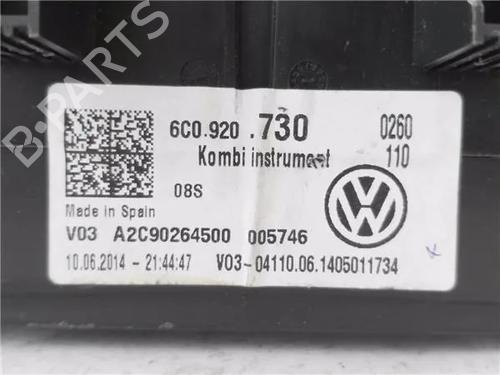 6C0.920 .730 0260
Kombi instrument 110
08S
Made in Spain
V03 A2C90264500 005746
10.06.2014 - 21:44:47 V03-04110.06.1405011734
B-PARTS